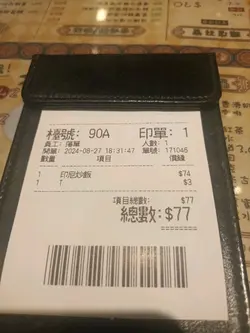 檯號: 90A 印單: 1
員工: 落單 人數: 1
開單: 2024-08-27 18:31:47 單號: 171046
數量 項目 價錢
1 印尼炒飯 $74
1 T $3
項目總數: $77
總數: $77